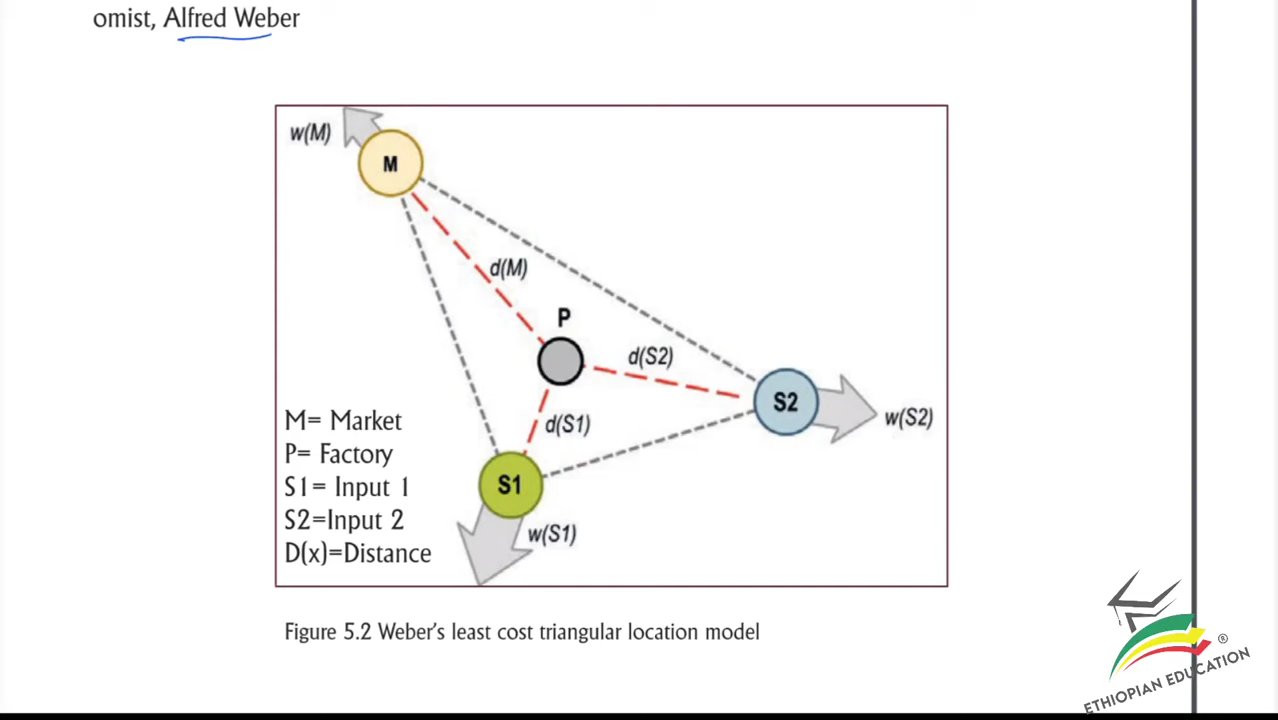 omist, Alfred Weber
w(M)
M
d(M)
P
d(S2)
S2
w(S2)
d(S1)
S1
w(S1)
M= Market
P= Factory
S1= Input 1
S2=Input 2
D(x)=Distance
Figure 5.2 Weber's least cost triangular location model
®
ETHIOPIAN EDUCATION